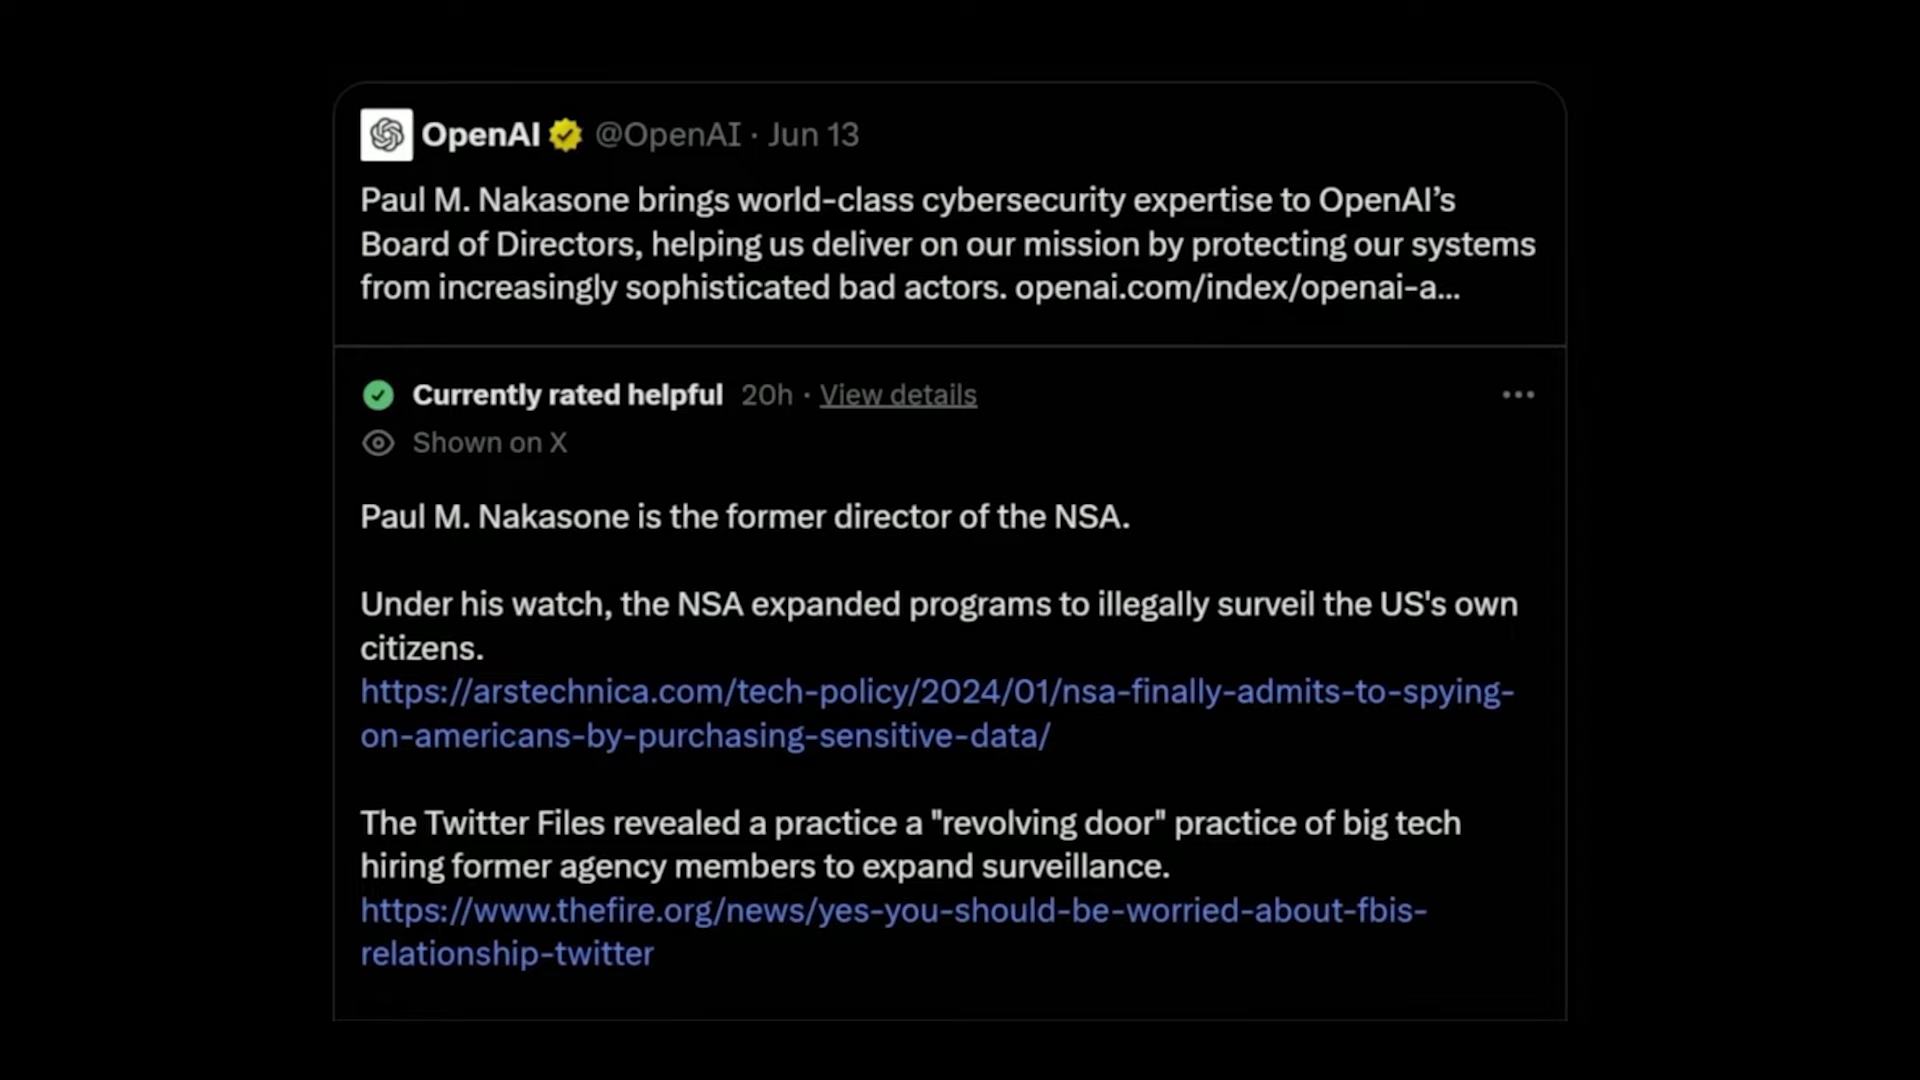 OpenAI @OpenAI · Jun 13
Paul M. Nakasone brings world-class cybersecurity expertise to OpenAI’s
Board of Directors, helping us deliver on our mission by protecting our systems
from increasingly sophisticated bad actors. openai.com/index/openai-a...
Currently rated helpful 20h · View details
Shown on X
Paul M. Nakasone is the former director of the NSA.
Under his watch, the NSA expanded programs to illegally surveil the US's own
citizens.
https://arstechnica.com/tech-policy/2024/01/nsa-finally-admits-to-spying-
on-americans-by-purchasing-sensitive-data/
The Twitter Files revealed a practice a "revolving door" practice of big tech
hiring former agency members to expand surveillance.
https://www.thefire.org/news/yes-you-should-be-worried-about-fbis-
relationship-twitter